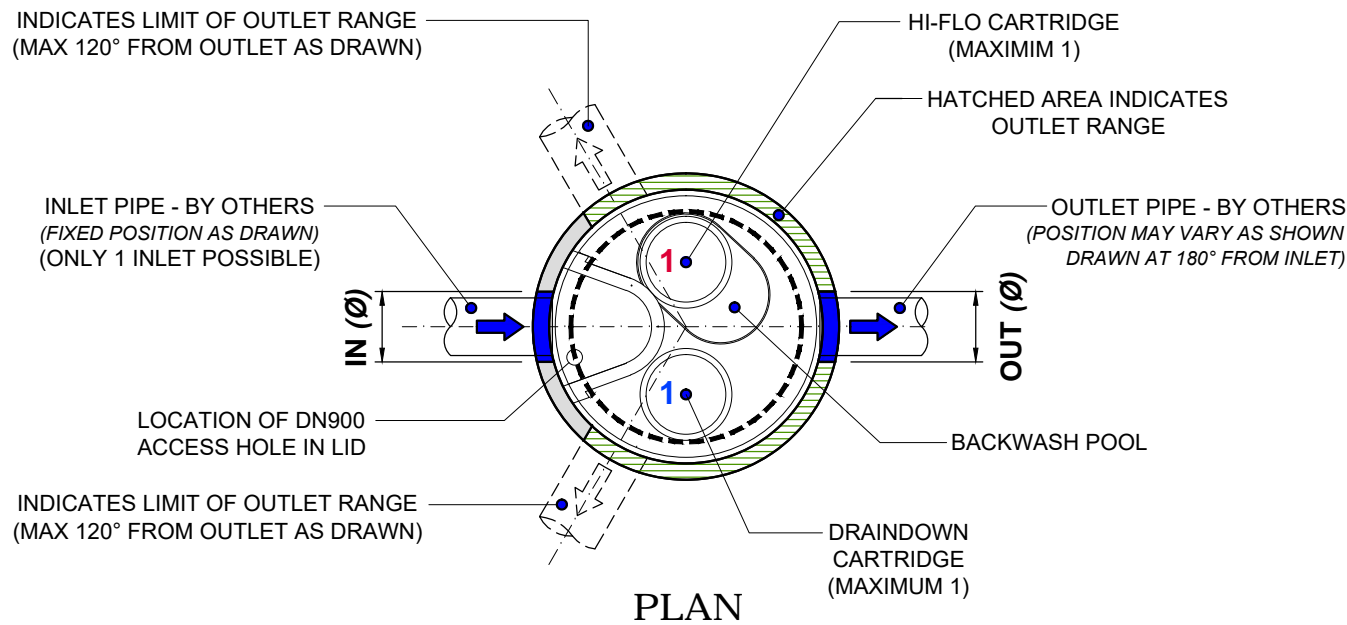 INDICATES LIMIT OF OUTLET RANGE
(MAX 120° FROM OUTLET AS DRAWN)
HI-FLO CARTRIDGE
(MAXIMIM 1)
HATCHED AREA INDICATES
OUTLET RANGE
INLET PIPE - BY OTHERS
(FIXED POSITION AS DRAWN)
(ONLY 1 INLET POSSIBLE)
OUTLET PIPE - BY OTHERS
(POSITION MAY VARY AS SHOWN
DRAWN AT 180° FROM INLET)
1
IN (Ø)
OUT (Ø)
1
LOCATION OF DN900
ACCESS HOLE IN LID
BACKWASH POOL
INDICATES LIMIT OF OUTLET RANGE
(MAX 120° FROM OUTLET AS DRAWN)
DRAINDOWN
CARTRIDGE
(MAXIMUM 1)
PLAN